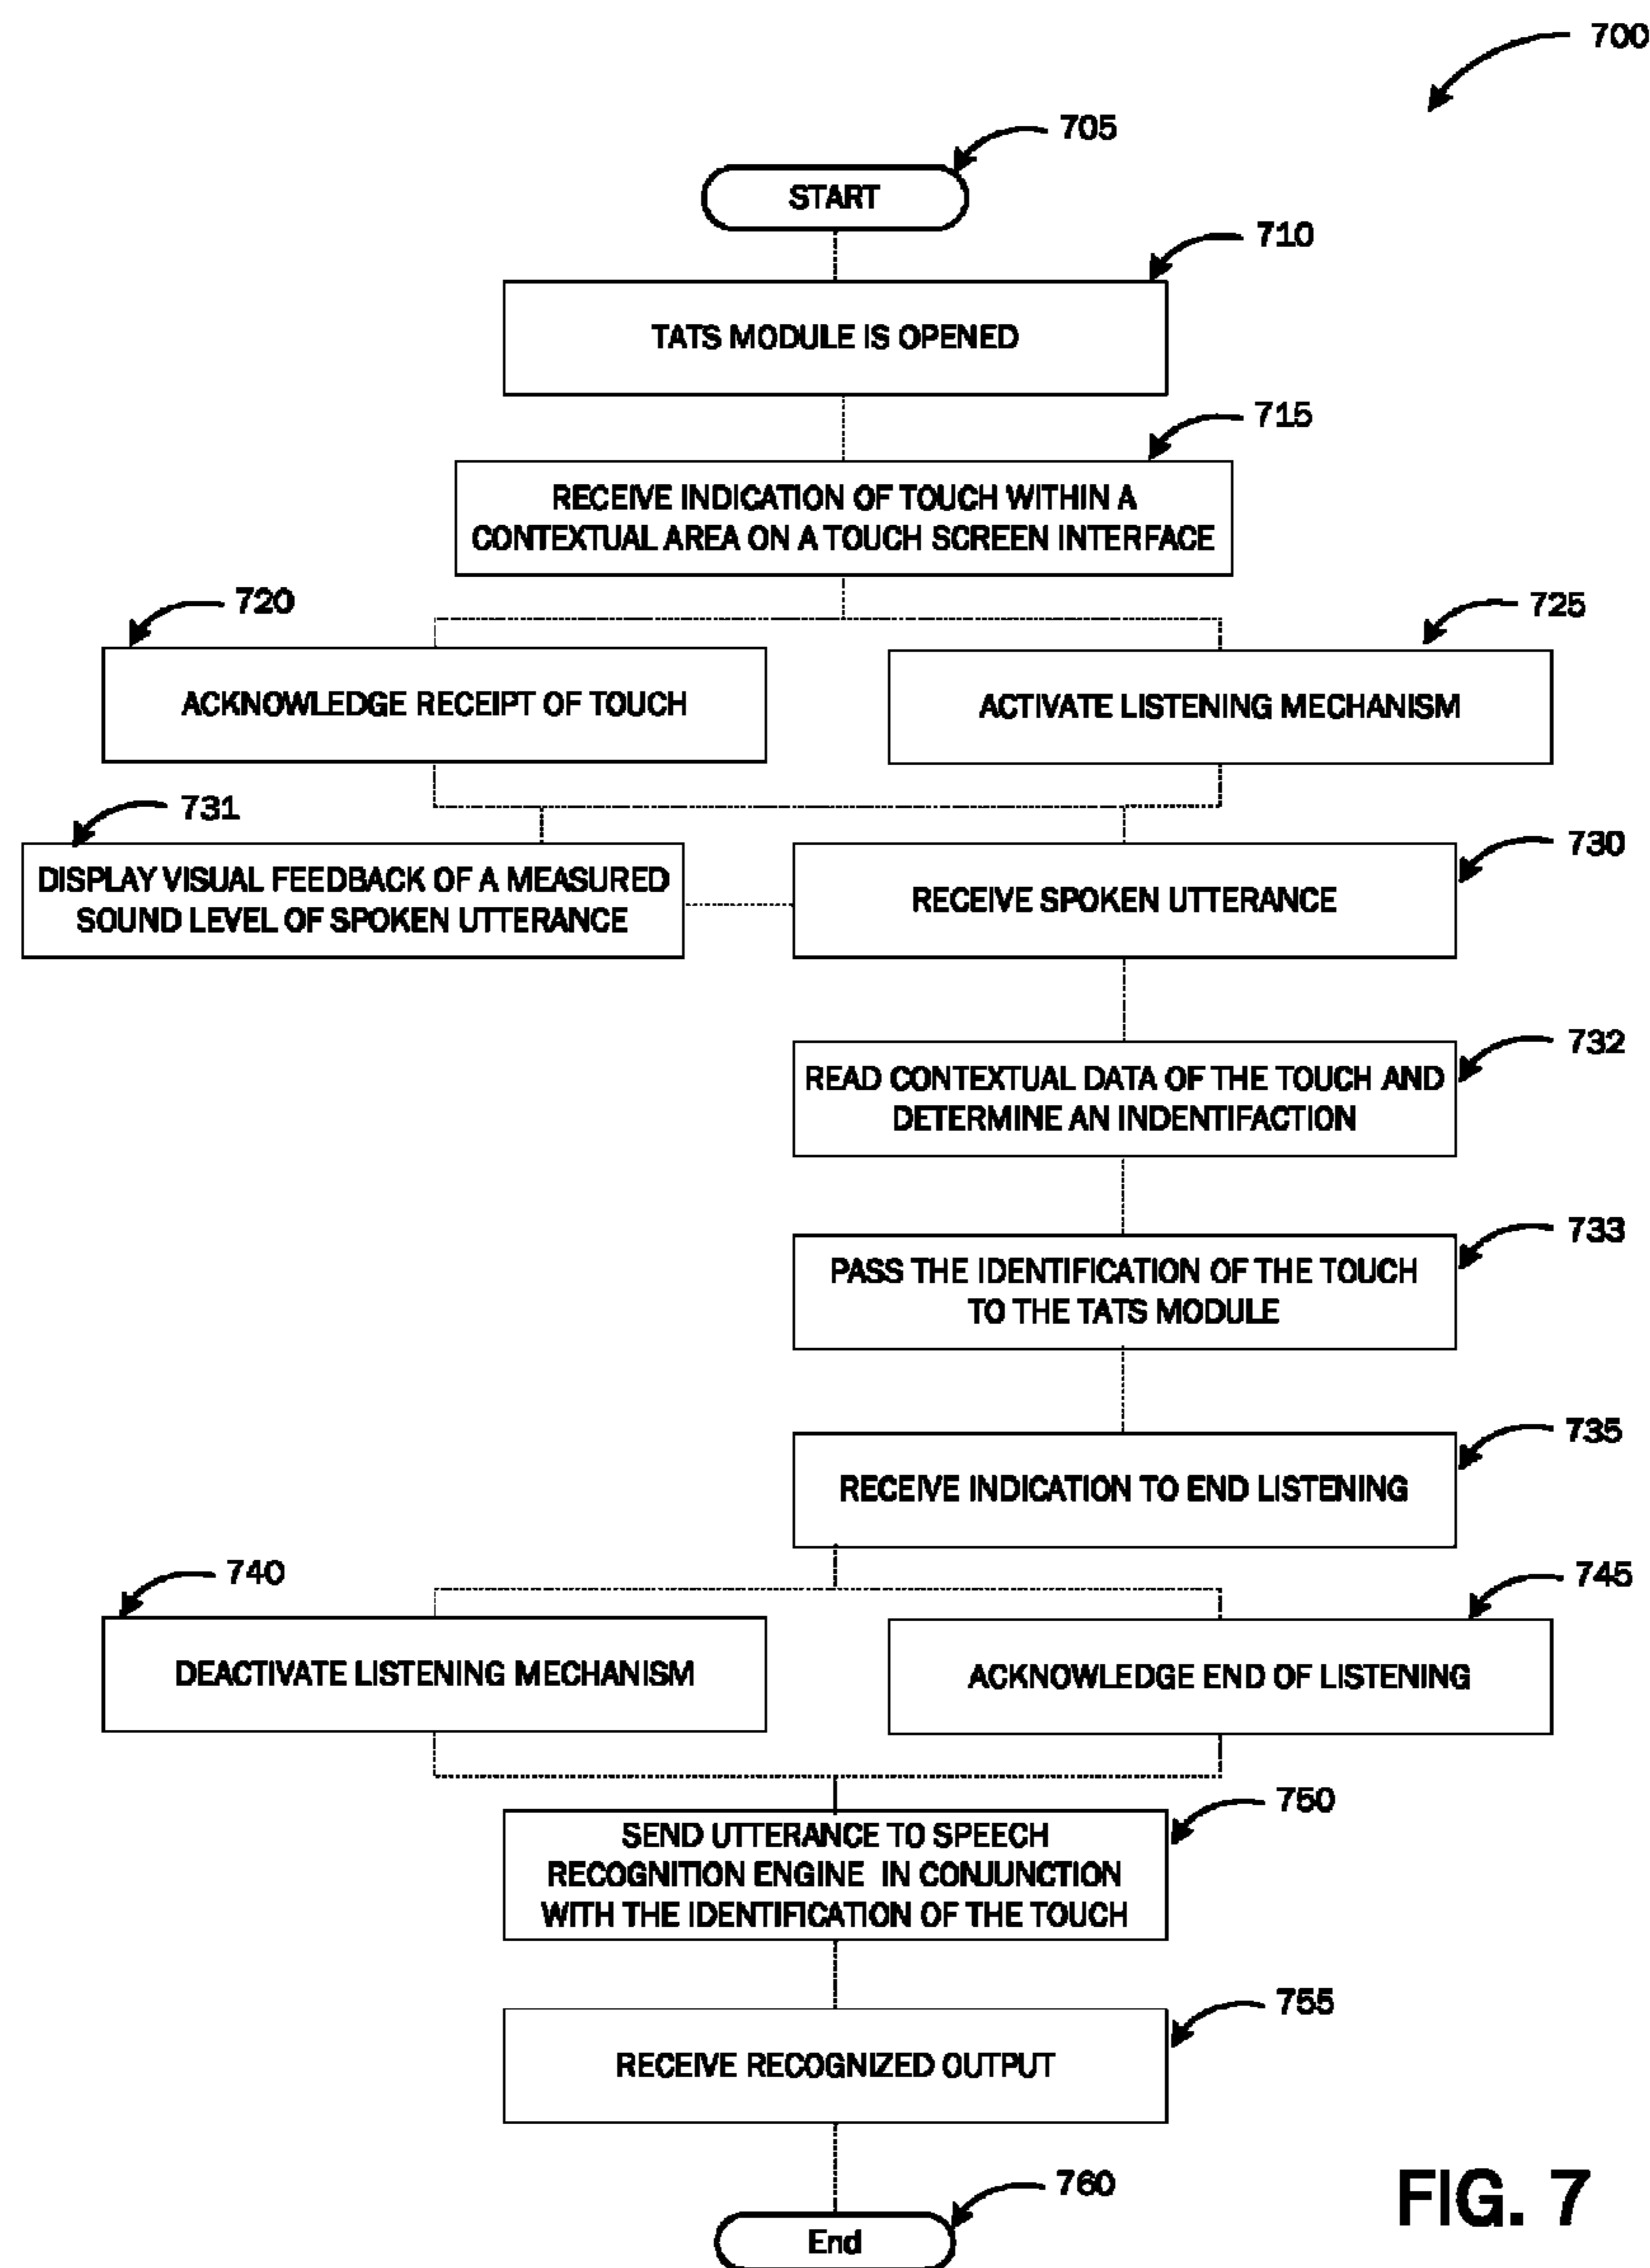 700
705
START
710
TATS MODULE IS OPENED
715
RECEIVE INDICATION OF TOUCH WITHIN A
CONTEXTUAL AREA ON A TOUCH SCREEN INTERFACE
720
725
ACKNOWLEDGE RECEIPT OF TOUCH
ACTIVATE LISTENING MECHANISM
731
730
DISPLAY VISUAL FEEDBACK OF A MEASURED
SOUND LEVEL OF SPOKEN UTTERANCE
RECEIVE SPOKEN UTTERANCE
732
READ CONTEXTUAL DATA OF THE TOUCH AND
DETERMINE AN INDENTIFACTION
733
PASS THE IDENTIFICATION OF THE TOUCH
TO THE TATS MODULE
735
RECEIVE INDICATION TO END LISTENING
740
745
DEACTIVATE LISTENING MECHANISM
ACKNOWLEDGE END OF LISTENING
750
SEND UTTERANCE TO SPEECH
RECOGNITION ENGINE IN CONJUNCTION
WITH THE IDENTIFICATION OF THE TOUCH
755
RECEIVE RECOGNIZED OUTPUT
760
End
FIG. 7